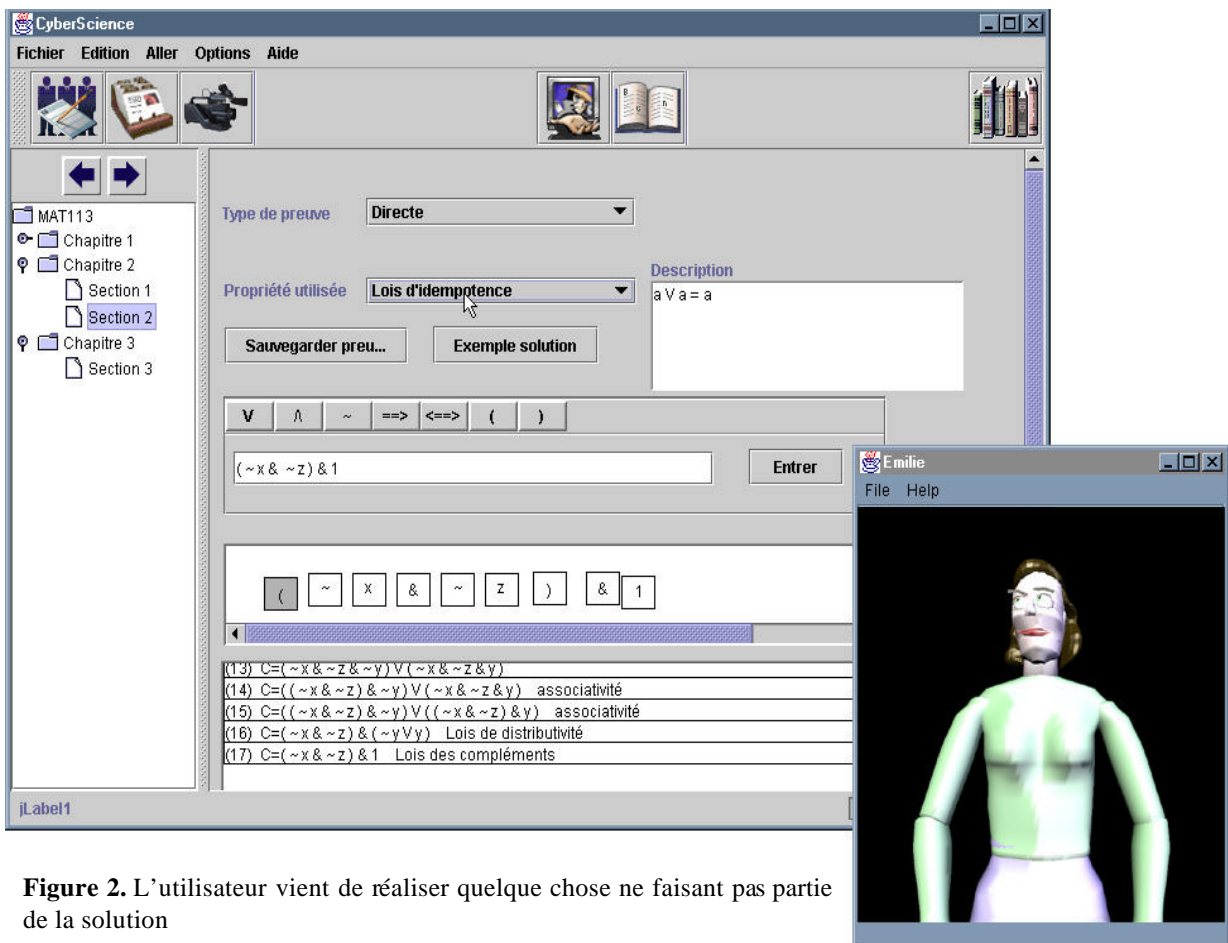 CyberScience
Fichier Edition Aller Options Aide
MAT113
Chapitre 1
Chapitre 2
Section 1
Section 2
Chapitre 3
Section 3
Type de preuve Directe
Propriété utilisée Lois d'idempotence
Description
a V a = a
Sauvegarder preu... Exemple solution
V /\ ~ ==> <==> ( )
( ~x & ~z ) & 1 Entrer
( ~ x & ~ z ) & 1
(13) C=( ~x & ~z & ~y ) V ( ~x & ~z & y )
(14) C=( ( ~x & ~z ) & ~y ) V ( ~x & ~z & y ) associativité
(15) C=( ( ~x & ~z ) & ~y ) V ( ( ~x & ~z ) & y ) associativité
(16) C=( ~x & ~z ) & ( ~y V y ) Lois de distributivité
(17) C=( ~x & ~z ) & 1 Lois des compléments
jLabel1
Emilie
File Help
Figure 2. L'utilisateur vient de réaliser quelque chose ne faisant pas partie
de la solution